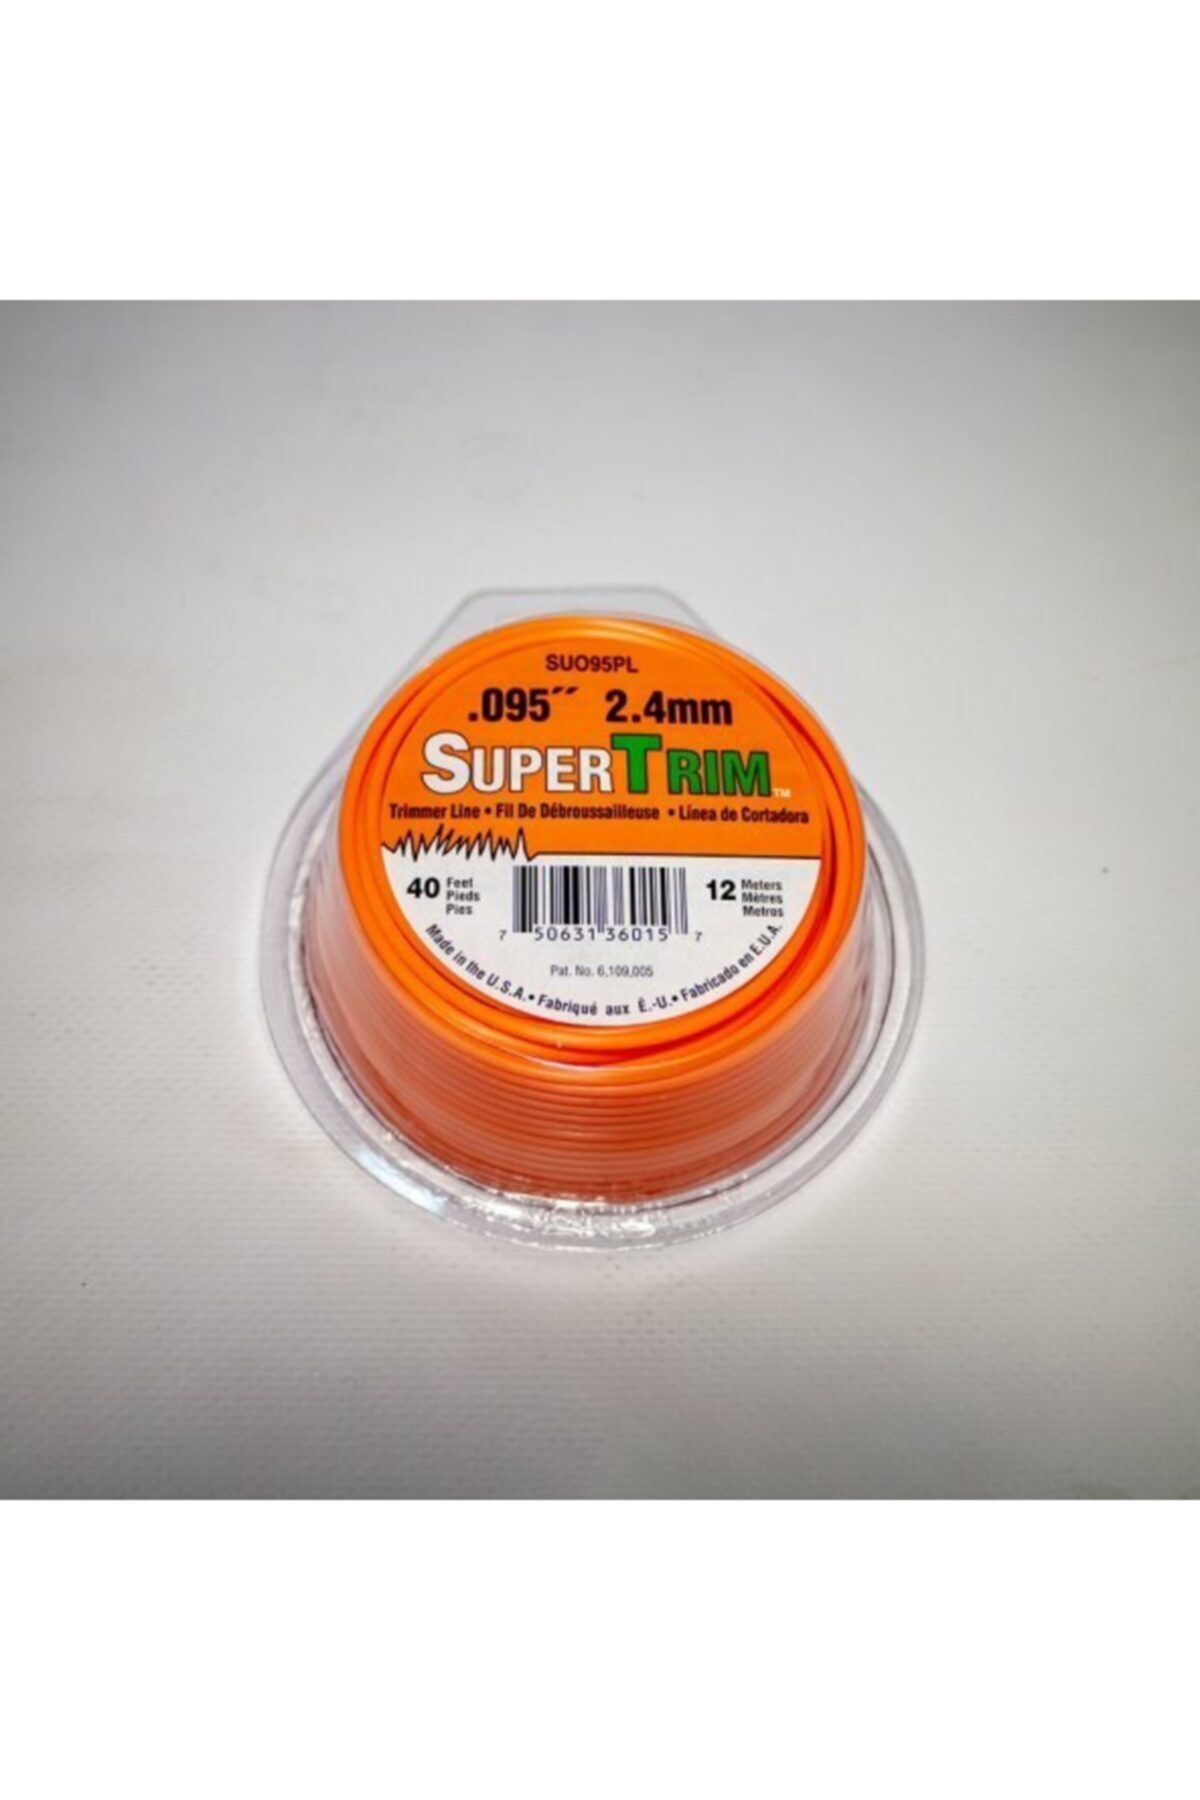 SUO95PL
.095˝ 2.4mm
SUPERTRIM™
Trimmer Line • Fil De Débroussailleuse • Línea de Cortadora
40 Feet Pieds Pies
12 Meters Mètres Metros
7 50631 36015 7
Pat. No. 6,109,005
Made in the U.S.A. • Fabriqué aux É.-U. • Fabricado en E.U.A.